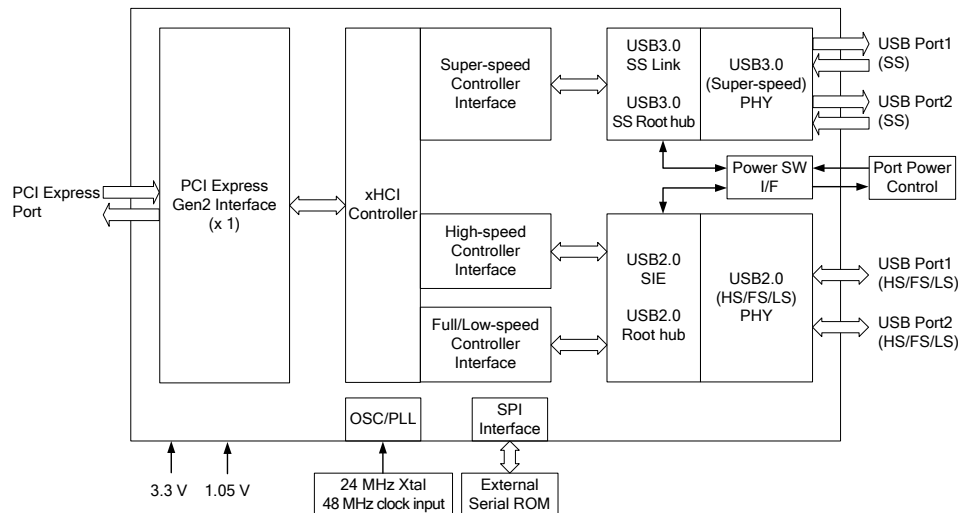 PCI Express
Port
PCI Express
Gen2 Interface
(x 1)
xHCI
Controller
Super-speed
Controller
Interface
High-speed
Controller
Interface
Full/Low-speed
Controller
Interface
USB3.0
SS Link
USB3.0
SS Root hub
USB3.0
(Super-speed)
PHY
USB Port1
(SS)
USB Port2
(SS)
Power SW
I/F
Port Power
Control
USB2.0
SIE
USB2.0
Root hub
USB2.0
(HS/FS/LS)
PHY
USB Port1
(HS/FS/LS)
USB Port2
(HS/FS/LS)
OSC/PLL
SPI
Interface
3.3 V
1.05 V
24 MHz Xtal
48 MHz clock input
External
Serial ROM